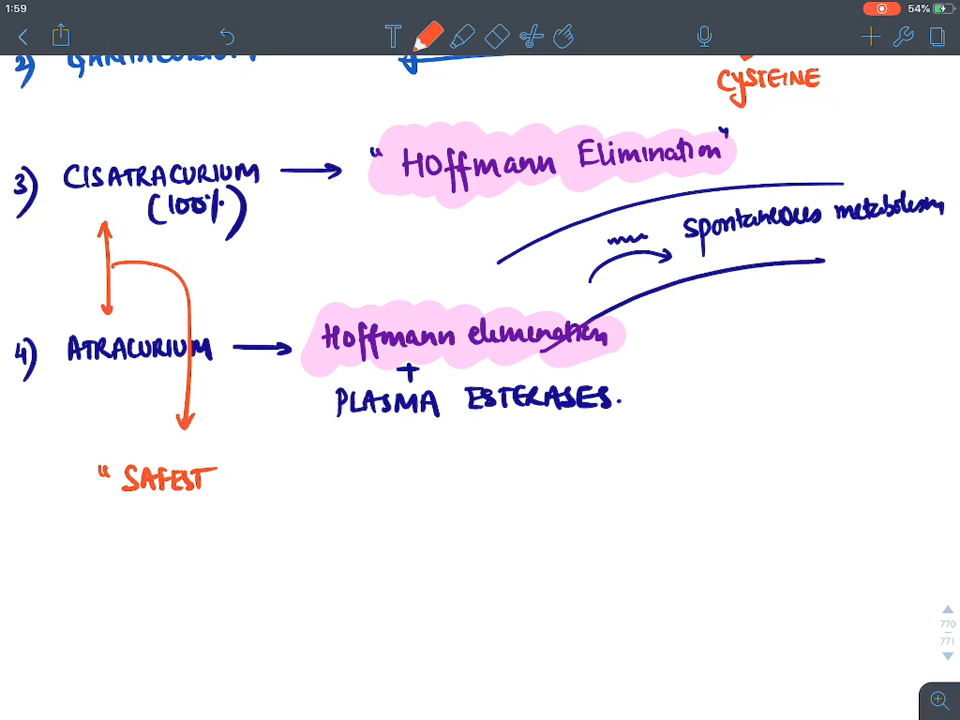 1:59
54%
T
CYSTEINE
3) CISATRACURIUM → "Hoffmann Elimination"
(100%)
spontaneous metabolism
4) ATRACURIUM → Hoffmann elimination
+
PLASMA ESTERASES.
" SAFEST
770
771